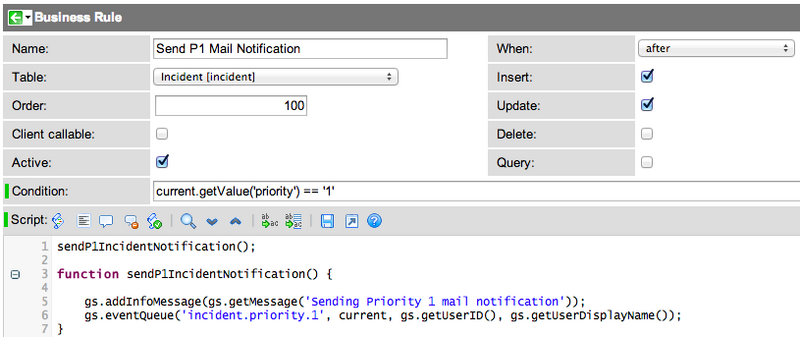 Business Rule
Name: Send P1 Mail Notification When: after
Table: Incident [incident] Insert:
Order: 100 Update:
Client callable: Delete:
Active: Query:
Condition: current.getValue('priority') == '1'
Script:
1 sendP1IncidentNotification();
2
3 function sendP1IncidentNotification() {
4
5 gs.addInfoMessage(gs.getMessage('Sending Priority 1 mail notification'));
6 gs.eventQueue('incident.priority.1', current, gs.getUserID(), gs.getUserDisplayName());
7 }